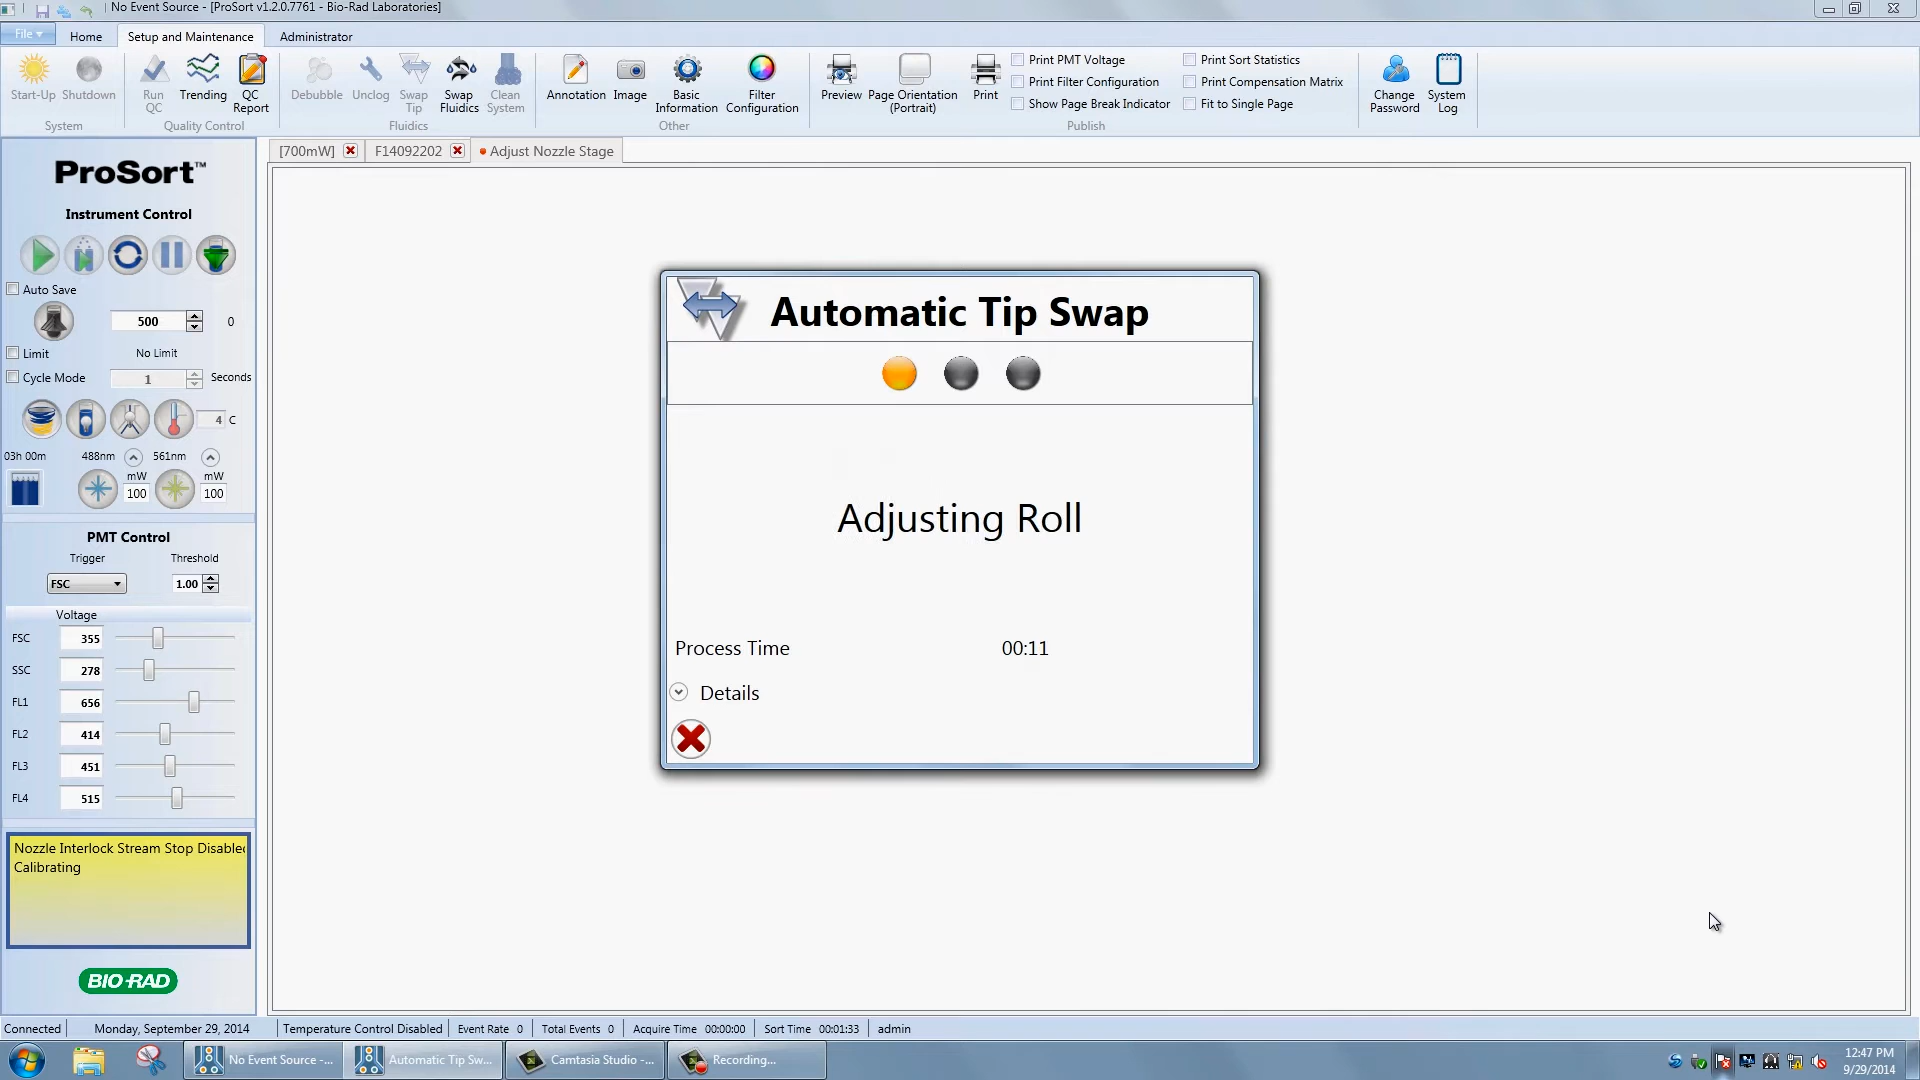 No Event Source - [ProSort v1.2.0.7761 - Bio-Rad Laboratories]
File Home Setup and Maintenance Administrator
Start-Up Shutdown
System
Run QC Trending QC Report
Quality Control
Debubble Unclog Swap Tip Swap Fluidics Clean System
Fluidics
Annotation Image Basic Information Filter Configuration
Other
Preview Page Orientation (Portrait) Print
Print PMT Voltage Print Sort Statistics
Print Filter Configuration Print Compensation Matrix
Show Page Break Indicator Fit to Single Page
Publish
Change Password System Log
[700mW] F14092202 Adjust Nozzle Stage
ProSort™
Instrument Control
Auto Save
500 0
Limit No Limit
Cycle Mode 1 Seconds
4 C
03h 00m 488nm 561nm
mW mW
100 100
PMT Control
Trigger Threshold
FSC 1.00
Voltage
FSC 355
SSC 278
FL1 656
FL2 414
FL3 451
FL4 515
Nozzle Interlock Stream Stop Disabled
Calibrating
BIO-RAD
Automatic Tip Swap
Adjusting Roll
Process Time 00:11
Details
Connected Monday, September 29, 2014 Temperature Control Disabled Event Rate 0 Total Events 0 Acquire Time 00:00:00 Sort Time 00:01:33 admin
No Event Source -... Automatic Tip Sw... Camtasia Studio -... Recording...
12:47 PM
9/29/2014